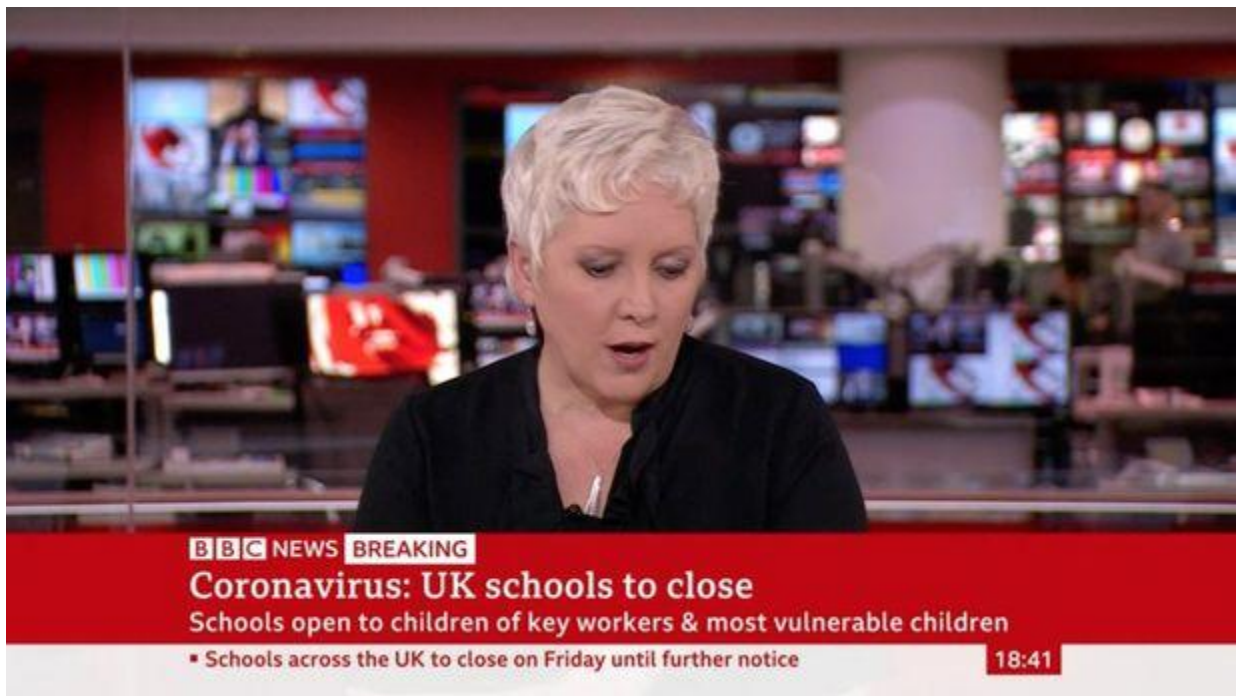 BBC NEWS BREAKING
Coronavirus: UK schools to close
Schools open to children of key workers & most vulnerable children
▪ Schools across the UK to close on Friday until further notice 18:41